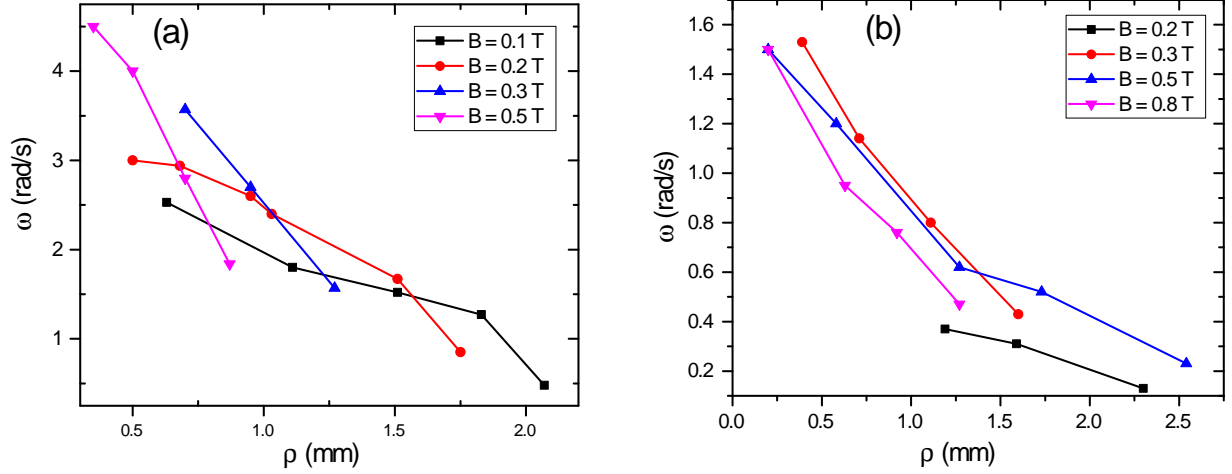 (a)
B = 0.1 T
B = 0.2 T
B = 0.3 T
B = 0.5 T
4
3
2
1
ω (rad/s)
0.5
1.0
1.5
2.0
ρ (mm)
(b)
B = 0.2 T
B = 0.3 T
B = 0.5 T
B = 0.8 T
1.6
1.4
1.2
1.0
0.8
0.6
0.4
0.2
ω (rad/s)
0.0
0.5
1.0
1.5
2.0
2.5
ρ (mm)